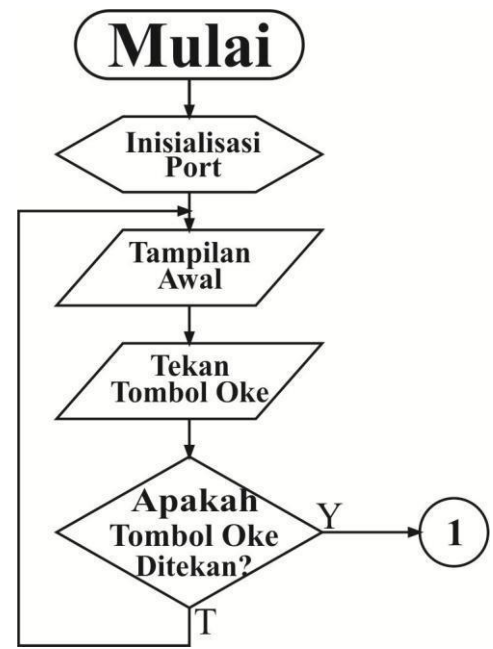 Mulai
Inisialisasi
Port
Tampilan
Awal
Tekan
Tombol Oke
Apakah
Tombol Oke
Ditekan?
Y
1
T